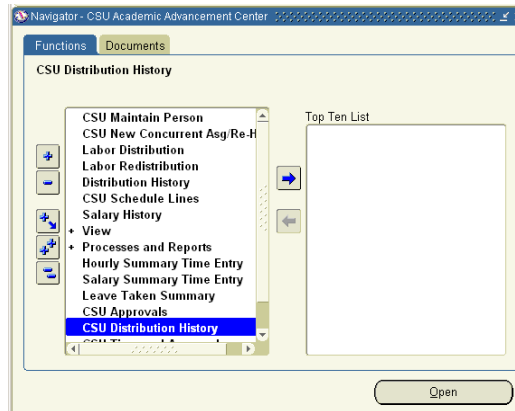 Navigator - CSU Academic Advancement Center
Functions
Documents
CSU Distribution History
CSU Maintain Person
CSU New Concurrent Asg/Re-H
Labor Distribution
Labor Redistribution
Distribution History
CSU Schedule Lines
Salary History
+ View
+ Processes and Reports
Hourly Summary Time Entry
Salary Summary Time Entry
Leave Taken Summary
CSU Approvals
CSU Distribution History
Top Ten List
Open